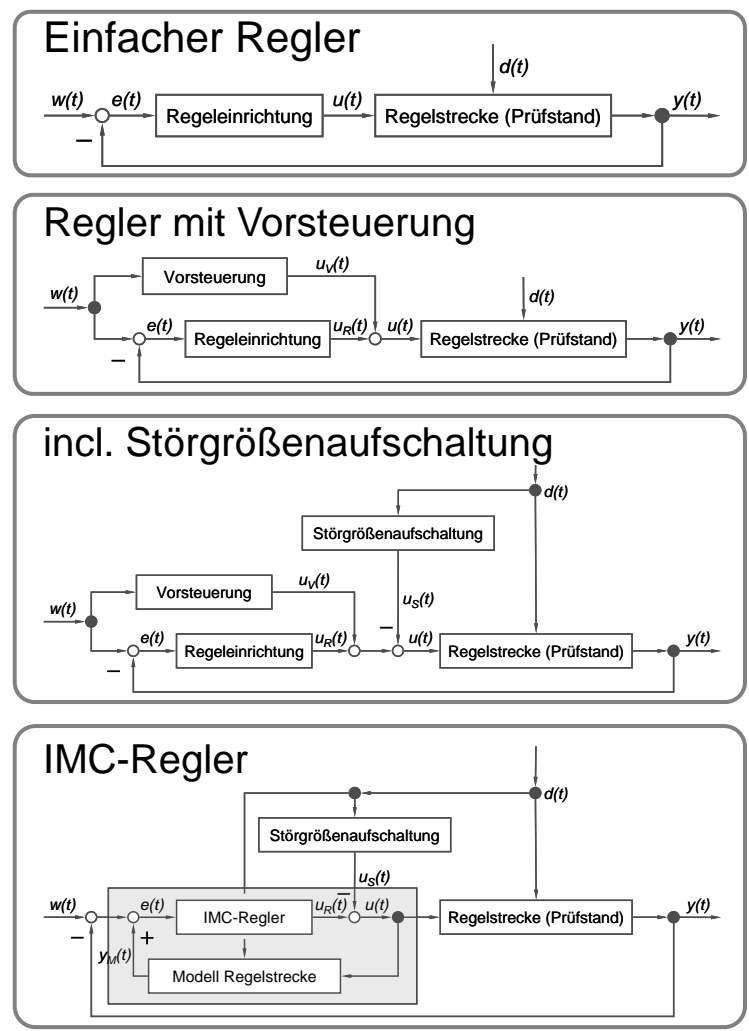 Einfacher Regler
d(t)
w(t) e(t) u(t) y(t)
Regeleinrichtung Regelstrecke (Prüfstand)
−
Regler mit Vorsteuerung
u_V(t)
Vorsteuerung
w(t) d(t)
e(t) u_R(t) u(t) y(t)
Regeleinrichtung Regelstrecke (Prüfstand)
−
incl. Störgrößenaufschaltung
d(t)
Störgrößenaufschaltung
u_V(t)
Vorsteuerung u_S(t)
w(t)
−
e(t) u_R(t) u(t) y(t)
Regeleinrichtung Regelstrecke (Prüfstand)
−
IMC-Regler
d(t)
Störgrößenaufschaltung
u_S(t)
−
w(t) e(t) u_R(t) u(t) y(t)
IMC-Regler Regelstrecke (Prüfstand)
− +
y_M(t)
Modell Regelstrecke